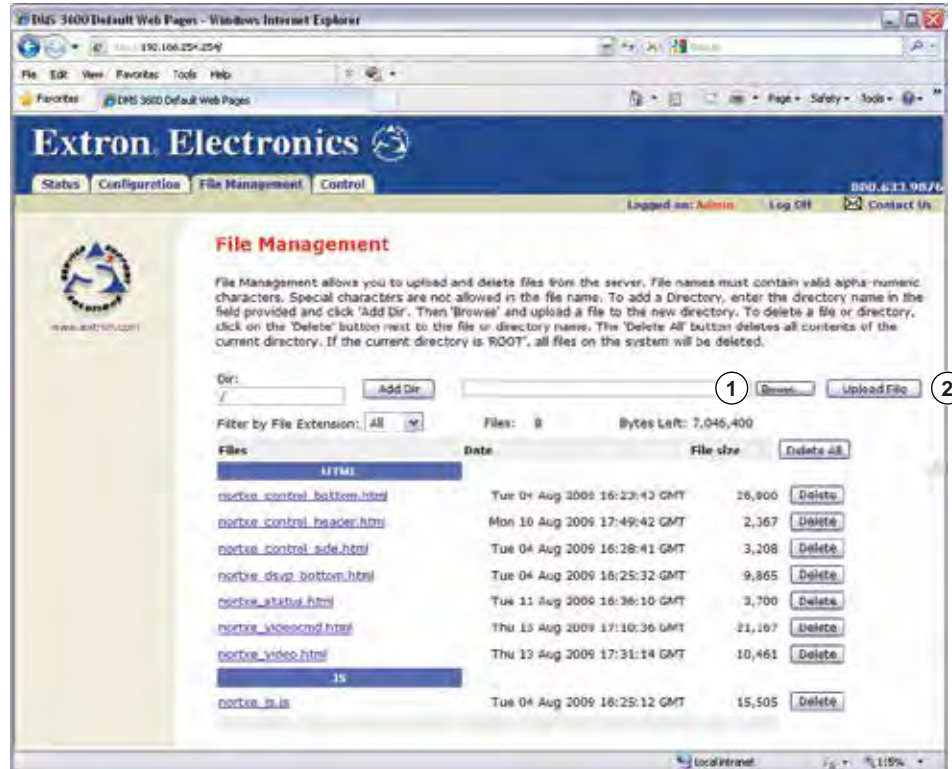 DMS 3600 Default Web Pages - Windows Internet Explorer
192.168.254.254/
File Edit View Favorites Tools Help
Favorites DMS 3600 Default Web Pages Page Safety Tools
Extron Electronics
Status Configuration File Management Control
800.633.9876
Logged on: Admin Log Off Contact Us
www.extron.com
File Management
File Management allows you to upload and delete files from the server. File names must contain valid alpha-numeric
characters. Special characters are not allowed in the file name. To add a Directory, enter the directory name in the
field provided and click 'Add Dir. Then 'Browse' and upload a file to the new directory. To delete a file or directory,
click on the 'Delete' button next to the file or directory name. The 'Delete All' button deletes all contents of the
current directory. If the current directory is 'ROOT', all files on the system will be deleted.
Dir:
/ Add Dir 1 Browse... Upload File 2
Filter by File Extension: All Files: 8 Bytes Left: 7,046,400
Files Date File size Delete All
HTML
nortxe_control_bottom.html Tue 04 Aug 2009 16:23:43 GMT 26,800 Delete
nortxe_control_header.html Mon 10 Aug 2009 17:49:42 GMT 2,367 Delete
nortxe_control_side.html Tue 04 Aug 2009 16:28:41 GMT 3,208 Delete
nortxe_dsvp_bottom.html Tue 04 Aug 2009 16:25:32 GMT 9,865 Delete
nortxe_status.html Tue 11 Aug 2009 16:36:10 GMT 3,700 Delete
nortxe_videocmd.html Thu 13 Aug 2009 17:10:36 GMT 21,167 Delete
nortxe_video.html Thu 13 Aug 2009 17:31:14 GMT 10,461 Delete
JS
nortxe_js.js Tue 04 Aug 2009 16:25:12 GMT 15,505 Delete
Local intranet 115%